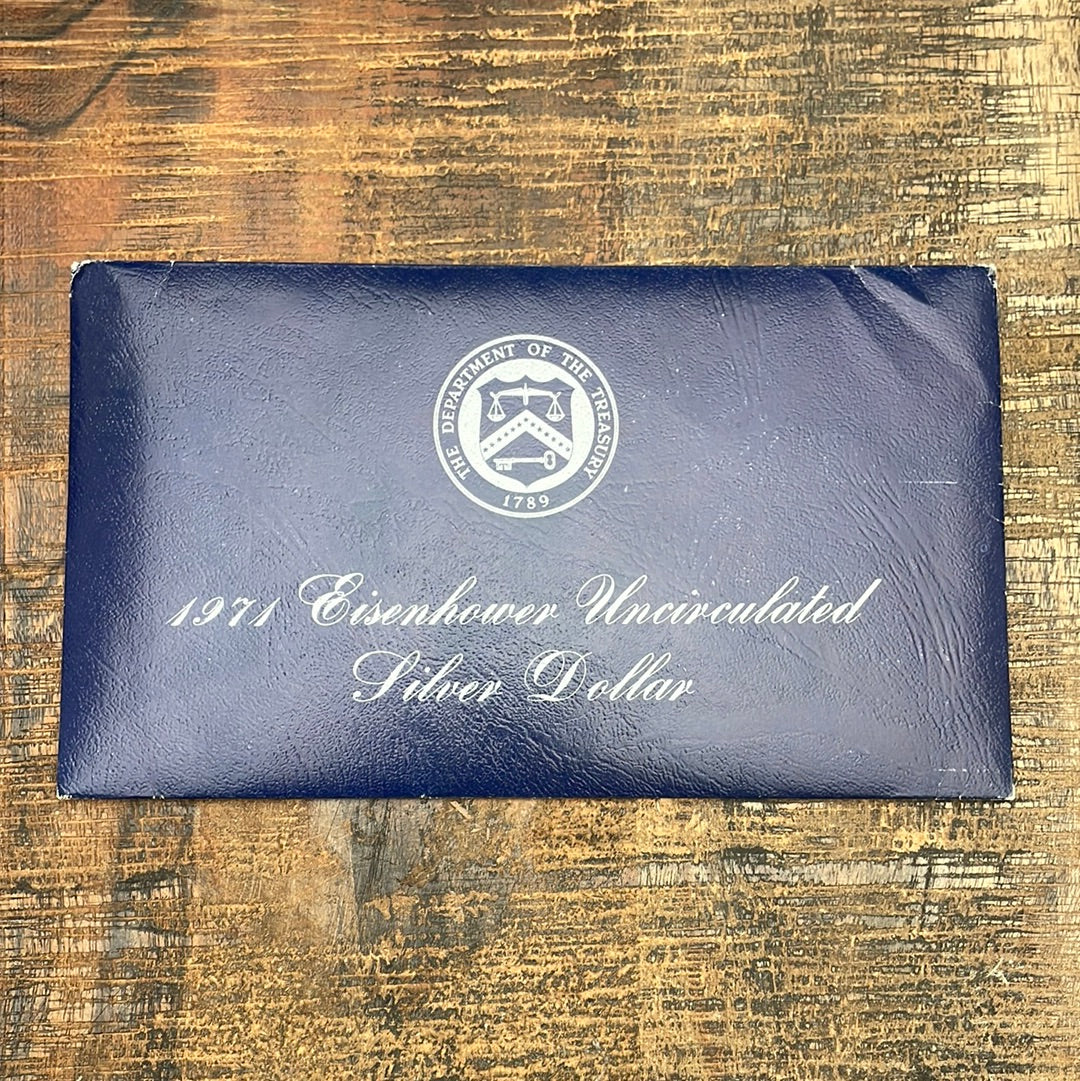 THE DEPARTMENT OF THE TREASURY
1789
1971 Eisenhower Uncirculated
Silver Dollar